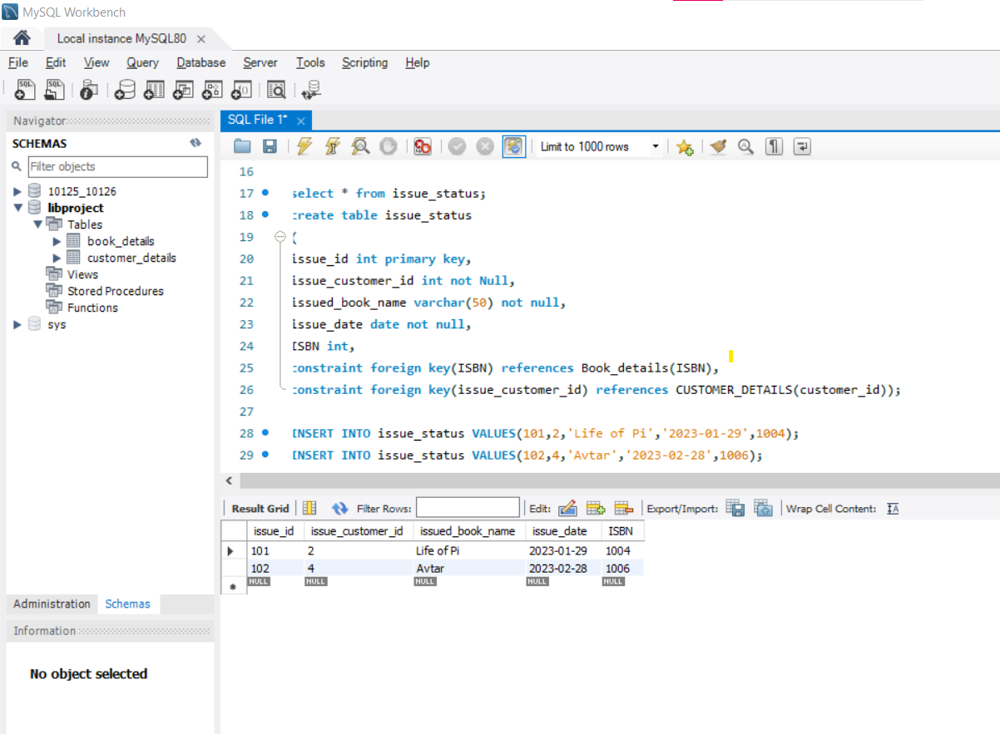 MySQL Workbench
Local instance MySQL80
File Edit View Query Database Server Tools Scripting Help
Navigator
SCHEMAS
Filter objects
10125_10126
libproject
Tables
book_details
customer_details
Views
Stored Procedures
Functions
sys
Administration Schemas
Information
No object selected
SQL File 1*
Limit to 1000 rows
16
17 select * from issue_status;
18 create table issue_status
19 (
20 issue_id int primary key,
21 issue_customer_id int not Null,
22 issued_book_name varchar(50) not null,
23 issue_date date not null,
24 ISBN int,
25 constraint foreign key(ISBN) references Book_details(ISBN),
26 constraint foreign key(issue_customer_id) references CUSTOMER_DETAILS(customer_id));
27
28 INSERT INTO issue_status VALUES(101,2,'Life of Pi','2023-01-29',1004);
29 INSERT INTO issue_status VALUES(102,4,'Avtar','2023-02-28',1006);
Result Grid Filter Rows: Edit: Export/Import: Wrap Cell Content:
issue_id issue_customer_id issued_book_name issue_date ISBN
101 2 Life of Pi 2023-01-29 1004
102 4 Avtar 2023-02-28 1006
NULL NULL NULL NULL NULL